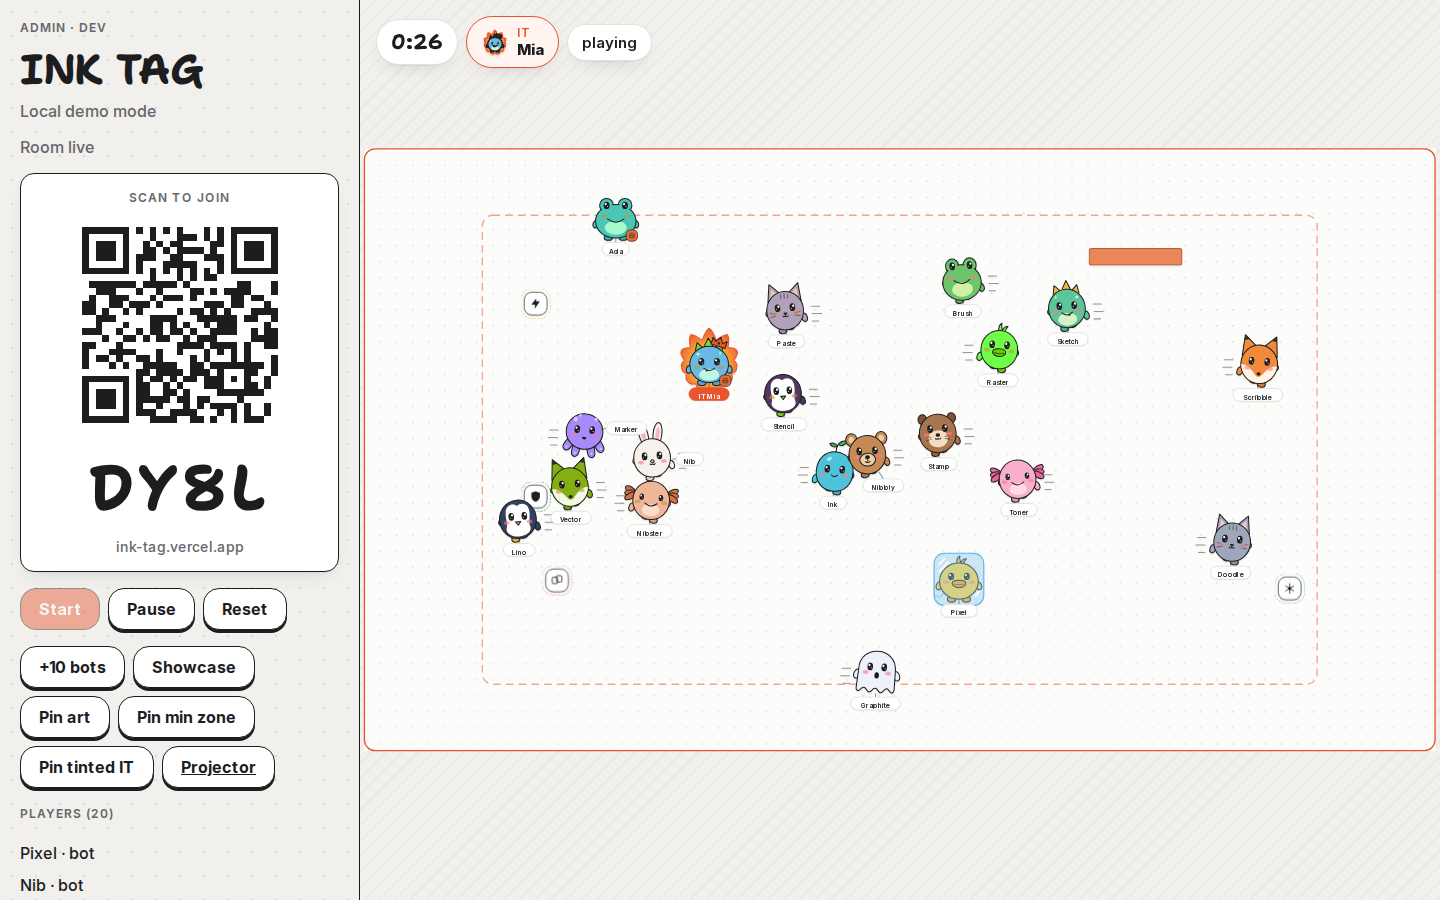 ADMIN · DEV
INK TAG
Local demo mode
Room live
SCAN TO JOIN
DY8L
ink-tag.vercel.app
Start
Pause
Reset
+10 bots
Showcase
Pin art
Pin min zone
Pin tinted IT
Projector
PLAYERS (20)
Pixel · bot
Nib · bot
0:26
IT
Mia
playing
Ada
Brush
Paste
Sketch
Raster
IT Mia
Scribble
Stencil
Marker
Nib
Stamp
Nibbly
Ink
Toner
Vector
Nibster
Lino
Doodle
Pixel
Graphite